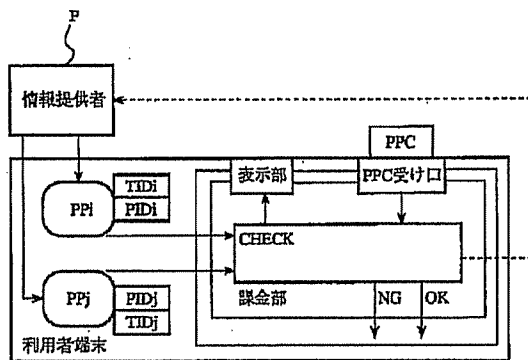 P
情報提供者
PPC
表示部
PPC受け口
TIDi
PPi
PIDi
CHECK
PPj
PIDj
TIDj
課金部
NG
OK
利用者端末